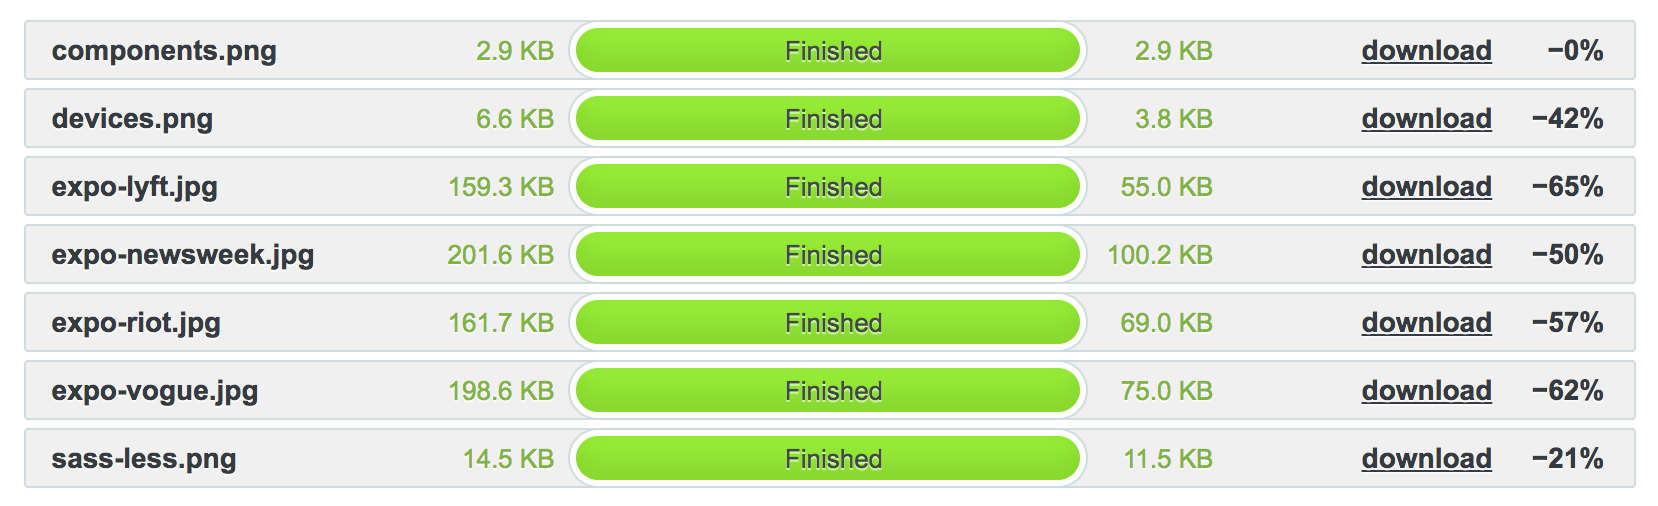 components.png 2.9 KB Finished 2.9 KB download −0%
devices.png 6.6 KB Finished 3.8 KB download −42%
expo-lyft.jpg 159.3 KB Finished 55.0 KB download −65%
expo-newsweek.jpg 201.6 KB Finished 100.2 KB download −50%
expo-riot.jpg 161.7 KB Finished 69.0 KB download −57%
expo-vogue.jpg 198.6 KB Finished 75.0 KB download −62%
sass-less.png 14.5 KB Finished 11.5 KB download −21%